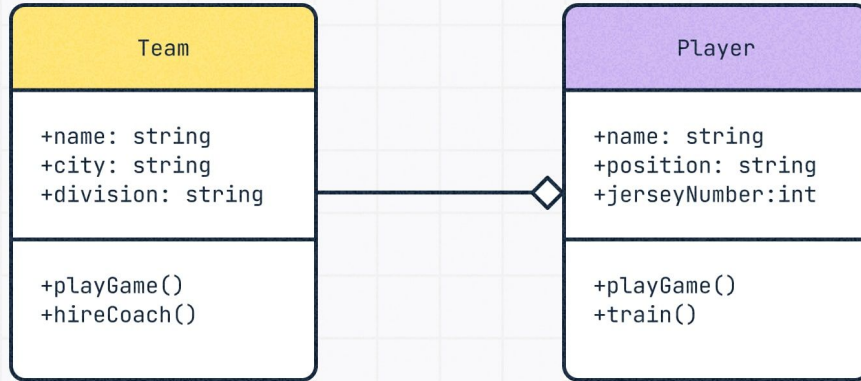 Team
+name: string
+city: string
+division: string
+playGame()
+hireCoach()
Player
+name: string
+position: string
+jerseyNumber:int
+playGame()
+train()